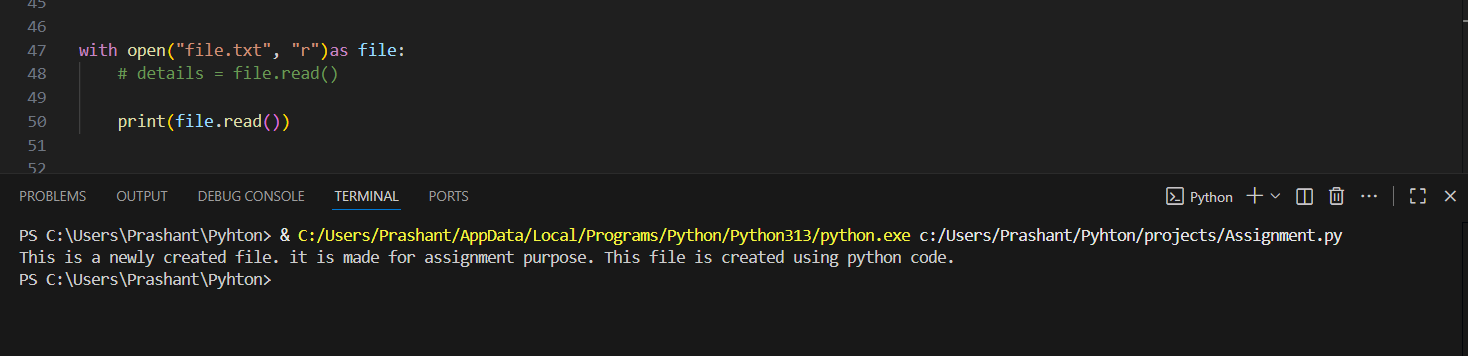 45
46
47 with open("file.txt", "r")as file:
48 # details = file.read()
49
50 print(file.read())
51
52
PROBLEMS OUTPUT DEBUG CONSOLE TERMINAL PORTS Python
PS C:\Users\Prashant\Pyhton> & C:/Users/Prashant/AppData/Local/Programs/Python/Python313/python.exe c:/Users/Prashant/Pyhton/projects/Assignment.py
This is a newly created file. it is made for assignment purpose. This file is created using python code.
PS C:\Users\Prashant\Pyhton>